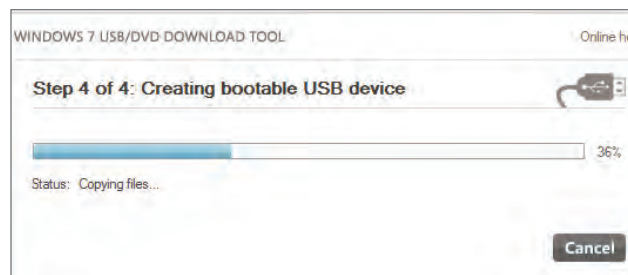 WINDOWS 7 USB/DVD DOWNLOAD TOOL Online
Step 4 of 4: Creating bootable USB device
36%
Status: Copying files...
Cancel